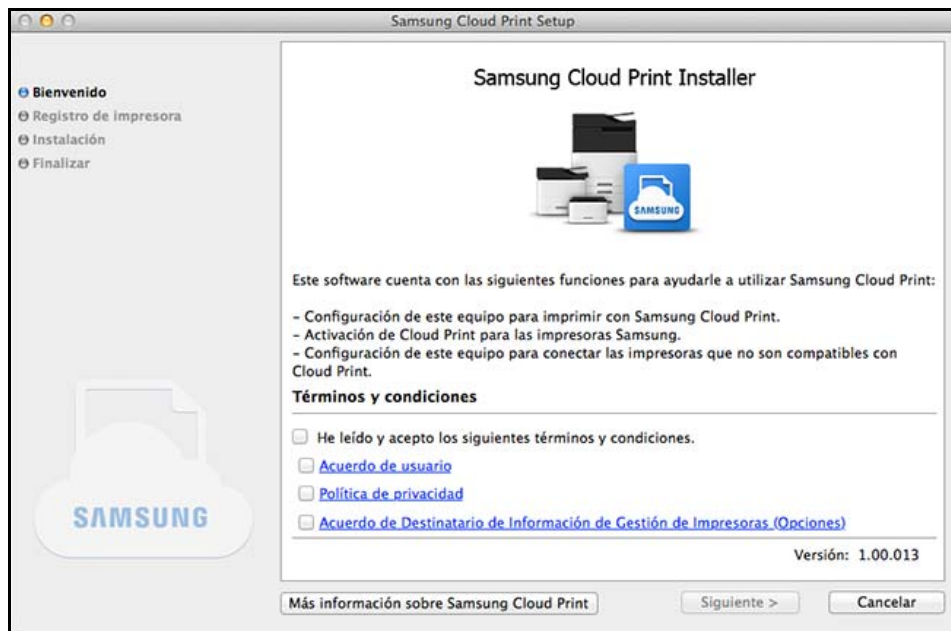 Samsung Cloud Print Setup
Bienvenido
Registro de impresora
Instalación
Finalizar
SAMSUNG
Samsung Cloud Print Installer
SAMSUNG
Este software cuenta con las siguientes funciones para ayudarle a utilizar Samsung Cloud Print:
– Configuración de este equipo para imprimir con Samsung Cloud Print.
– Activación de Cloud Print para las impresoras Samsung.
– Configuración de este equipo para conectar las impresoras que no son compatibles con
Cloud Print.
Términos y condiciones
He leído y acepto los siguientes términos y condiciones.
Acuerdo de usuario
Política de privacidad
Acuerdo de Destinatario de Información de Gestión de Impresoras (Opciones)
Versión: 1.00.013
Más información sobre Samsung Cloud Print
Siguiente >
Cancelar